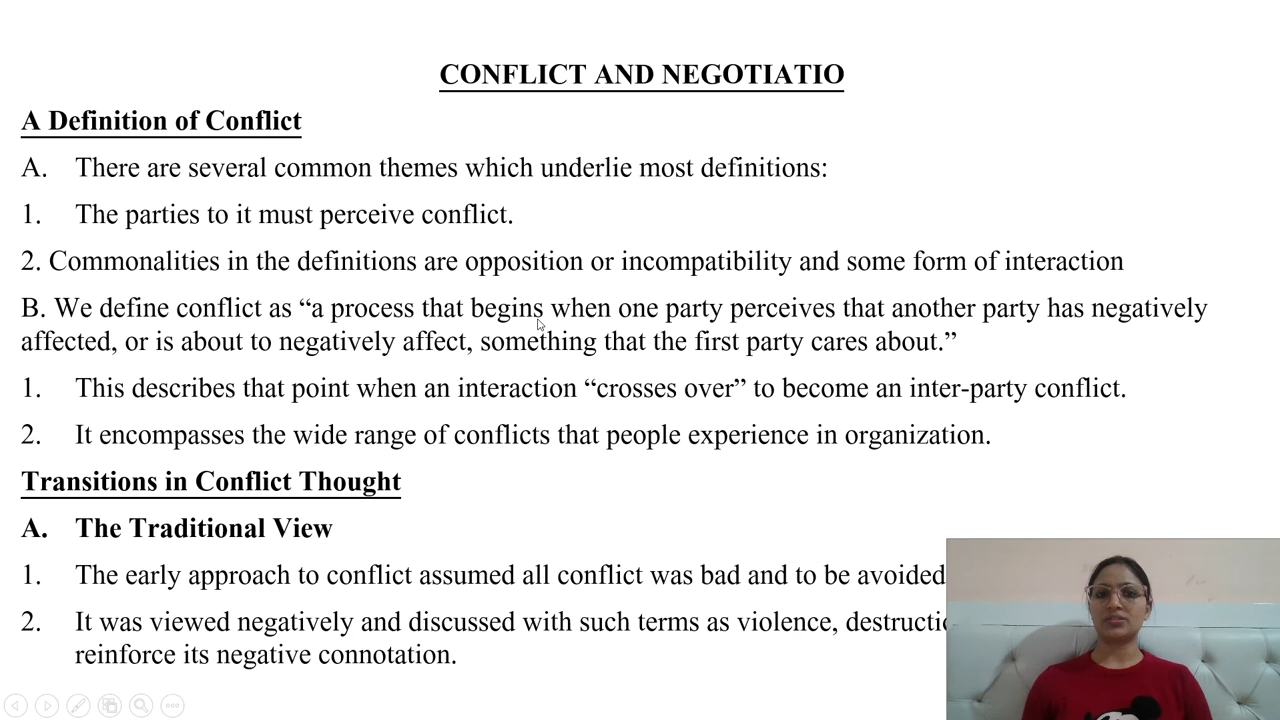 CONFLICT AND NEGOTIATIO
A Definition of Conflict
A. There are several common themes which underlie most definitions:
1. The parties to it must perceive conflict.
2. Commonalities in the definitions are opposition or incompatibility and some form of interaction
B. We define conflict as “a process that begins when one party perceives that another party has negatively
affected, or is about to negatively affect, something that the first party cares about.”
1. This describes that point when an interaction “crosses over” to become an inter-party conflict.
2. It encompasses the wide range of conflicts that people experience in organization.
Transitions in Conflict Thought
A. The Traditional View
1. The early approach to conflict assumed all conflict was bad and to be avoided
2. It was viewed negatively and discussed with such terms as violence,
reinforce its negative connotation.